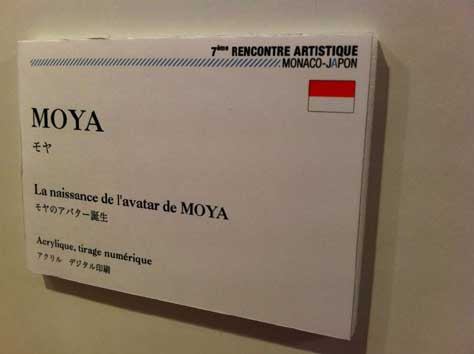 7ème RENCONTRE ARTISTIQUE
MONACO-JAPON
MOYA
モヤ
La naissance de l'avatar de MOYA
モヤのアバター誕生
Acrylique, tirage numérique
アクリル デジタル印刷